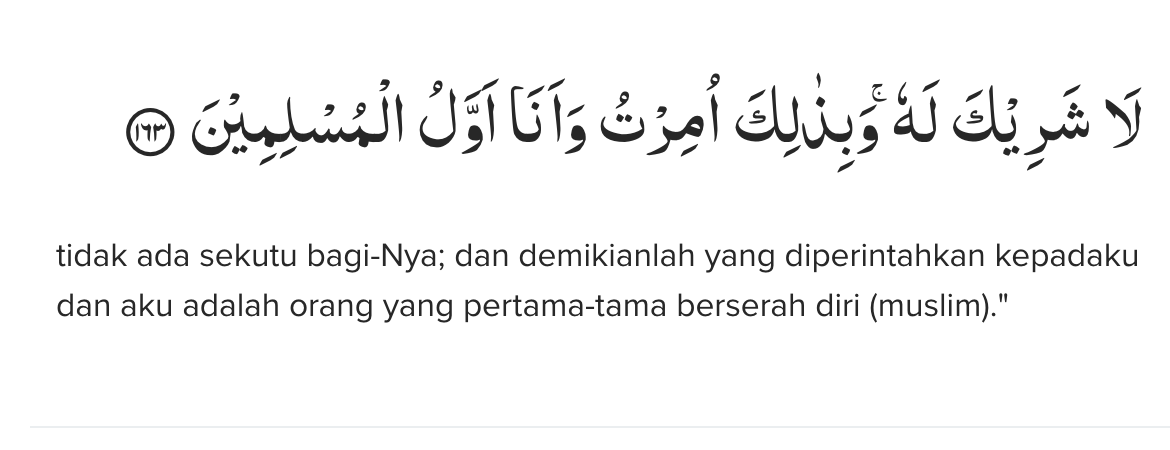 لَا شَرِيْكَ لَهٗ ۚوَبِذٰلِكَ اُمِرْتُ وَاَنَا۠ اَوَّلُ الْمُسْلِمِيْنَ ١٦٣
tidak ada sekutu bagi-Nya; dan demikianlah yang diperintahkan kepadaku
dan aku adalah orang yang pertama-tama berserah diri (muslim)."